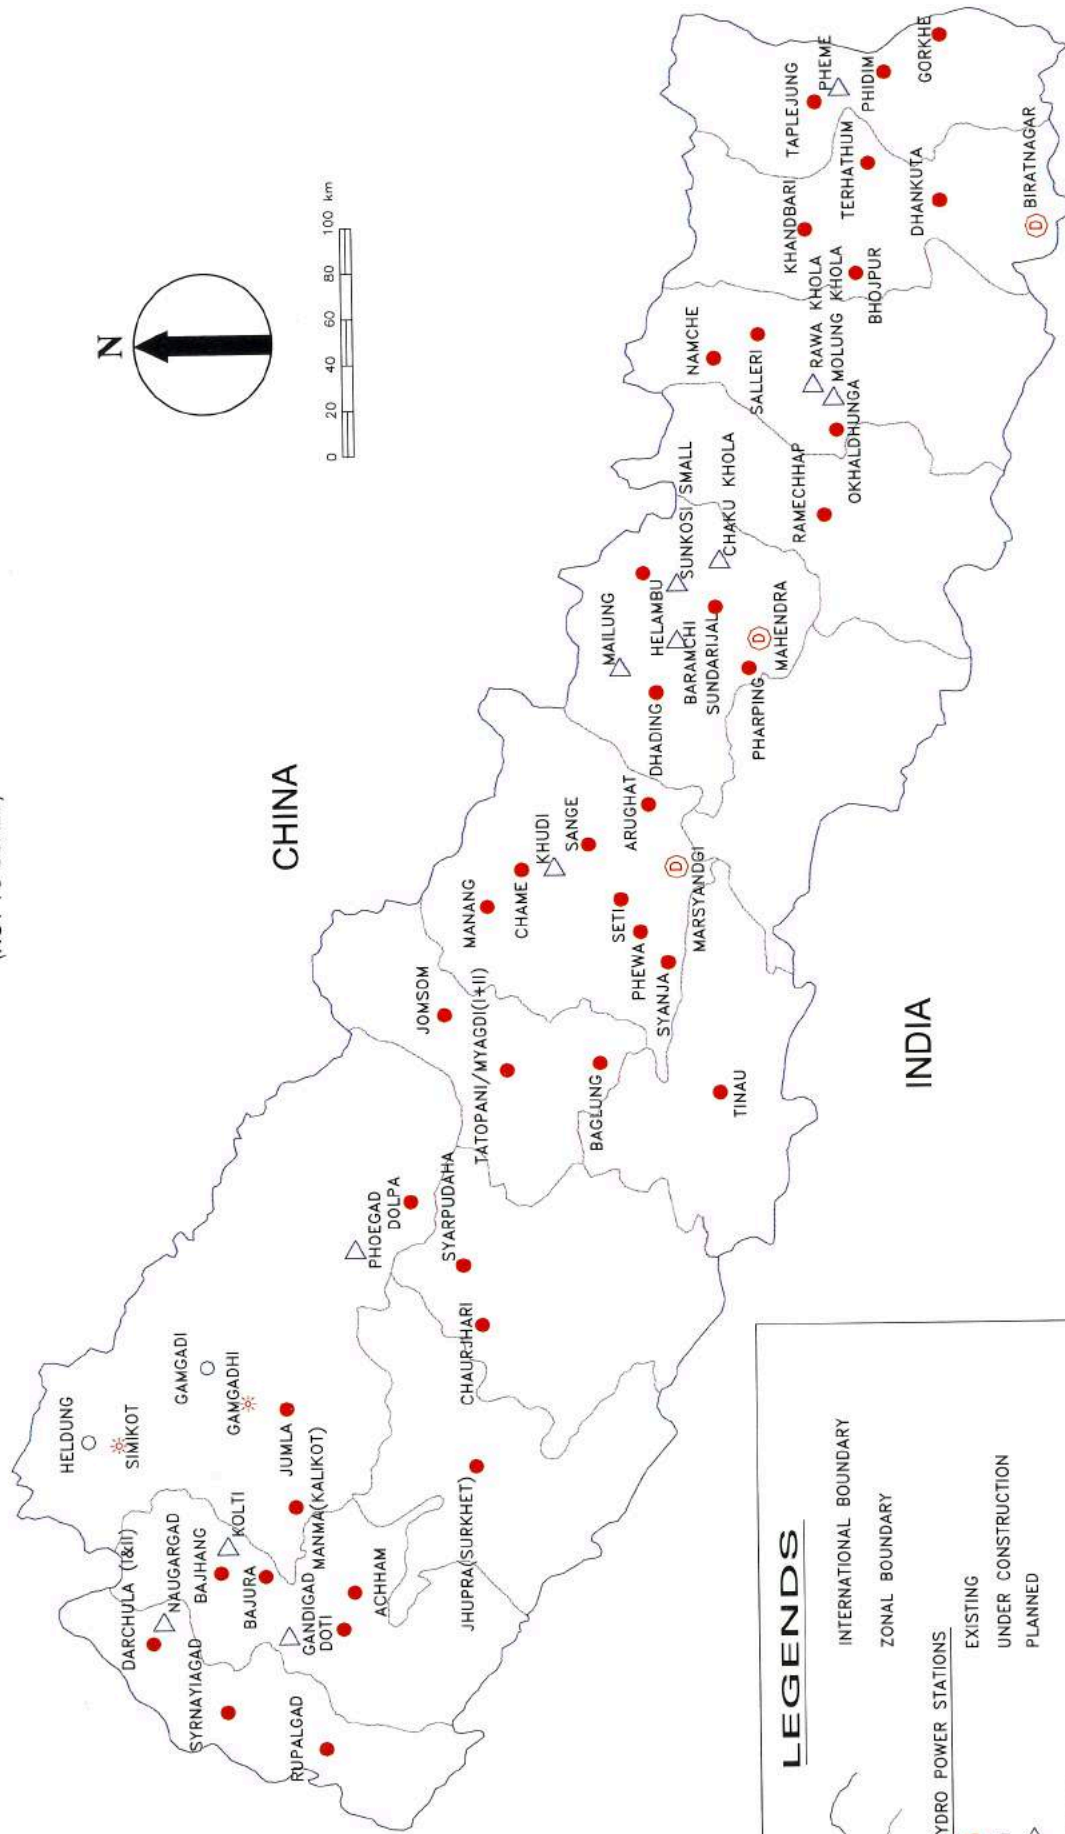 N
0 20 40 60 80 100 km
CHINA
INDIA
HELDUNG
SIMIKOT
GAMGADI
GAMGADHI
DARCHULA (I&II)
NAUGARGAD
BAJHANG
KOLTI
SYRNAYIAGAD
BAJURA
JUMLA
MANMA(KALIKOT)
GANDIGAD
DOTI
ACHHAM
RUPALGAD
JHUPRA(SURKHET)
PHOEGAD
DOLPA
SYARPUDAHA
CHAURJHARI
JOMSOM
TATOPANI/MYAGDI(I+II)
BAGLUNG
TINAU
MANANG
CHAME
KHUDI
SANGE
SETI
PHEWA
SYANJA
ARUGHAT
MARSYANDGI
D
MAILUNG
DHADING
HELAMBU
BARAMCHI
SUNDARIJAL
SUNKOSI SMALL
CHAKU KHOLA
PHARPING
D
MAHENDRA
NAMCHE
SALLERI
RAMECHHAP
OKHALDHUNGA
RAWA KHOLA
MOLUNG KHOLA
KHANDBARI
BHOJPUR
TAPLEJUNG
PHEME
TERHATHUM
PHIDIM
DHANKUTA
GORKHE
D
BIRATNAGAR
LEGENDS
INTERNATIONAL BOUNDARY
ZONAL BOUNDARY
YDRO POWER STATIONS
EXISTING
UNDER CONSTRUCTION
PLANNED